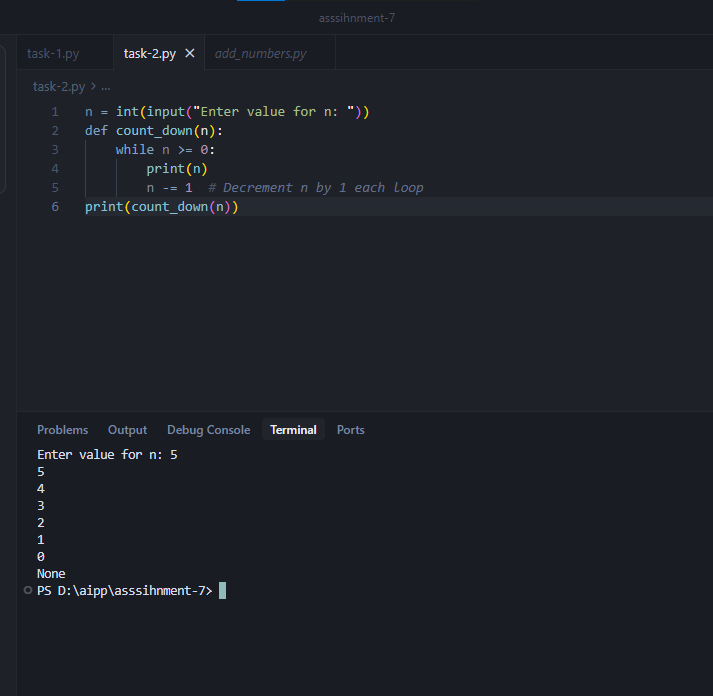 asssihnment-7
task-1.py task-2.py × add_numbers.py
task-2.py > ...
1 n = int(input("Enter value for n: "))
2 def count_down(n):
3     while n >= 0:
4         print(n)
5         n -= 1  # Decrement n by 1 each loop
6 print(count_down(n))
Problems Output Debug Console Terminal Ports
Enter value for n: 5
5
4
3
2
1
0
None
PS D:\aipp\asssihnment-7>